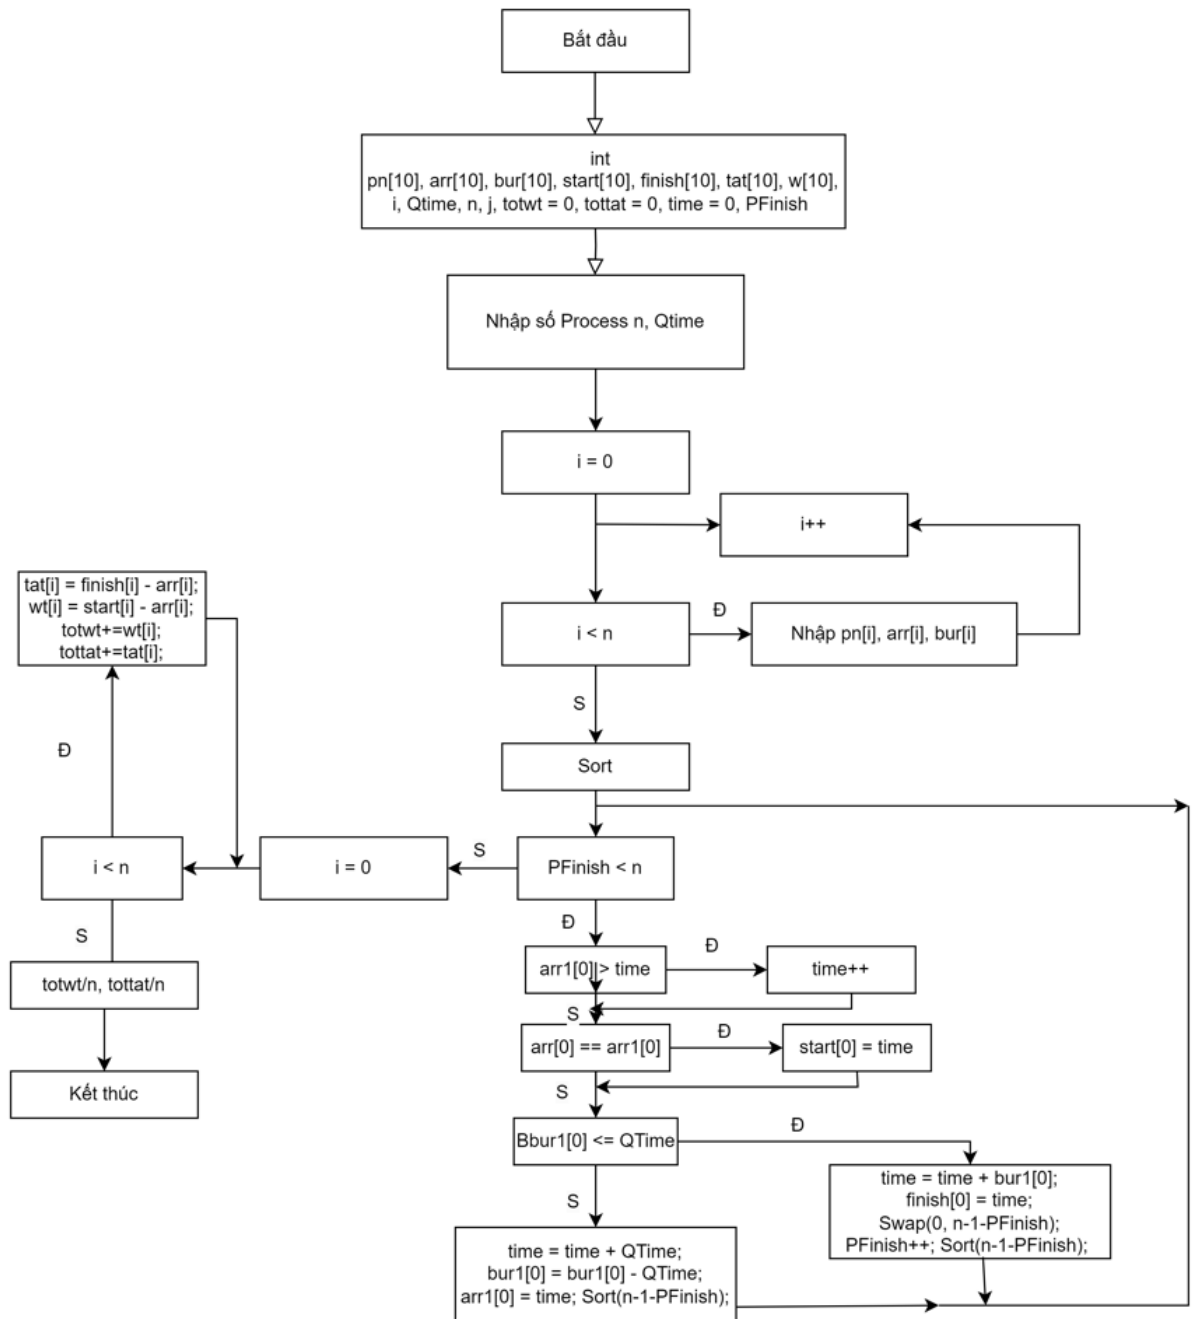 Bắt đầu
int
pn[10], arr[10], bur[10], start[10], finish[10], tat[10], w[10],
i, Qtime, n, j, totwt = 0, tottat = 0, time = 0, PFinish
Nhập số Process n, Qtime
i = 0
i++
i < n
Đ
Nhập pn[i], arr[i], bur[i]
S
Sort
PFinish < n
S
i = 0
i < n
Đ
tat[i] = finish[i] - arr[i];
wt[i] = start[i] - arr[i];
totwt+=wt[i];
tottat+=tat[i];
S
totwt/n, tottat/n
Kết thúc
Đ
arr1[0] > time
Đ
time++
S
arr[0] == arr1[0]
Đ
start[0] = time
S
Bbur1[0] <= QTime
Đ
time = time + bur1[0];
finish[0] = time;
Swap(0, n-1-PFinish);
PFinish++; Sort(n-1-PFinish);
S
time = time + QTime;
bur1[0] = bur1[0] - QTime;
arr1[0] = time; Sort(n-1-PFinish);